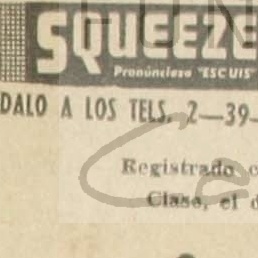 SQUEEZE
Pronúnciese "ESCUIS"
DALO A LOS TELS. 2—39—
Registrado
Clase, el d